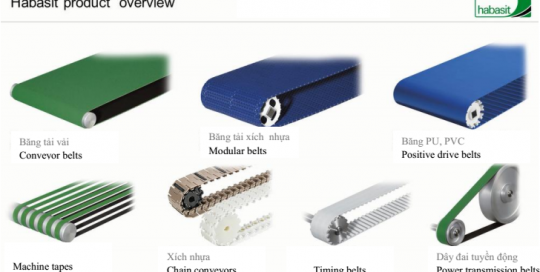 Habasit product overview
habasit
Băng tải vải
Conveyor belts
Băng tải xích nhựa
Modular belts
Băng PU, PVC
Positive drive belts
Machine tapes
Xích nhựa
Chain conveyors
Timing belts
Dây đai tuyền động
Power transmission belts